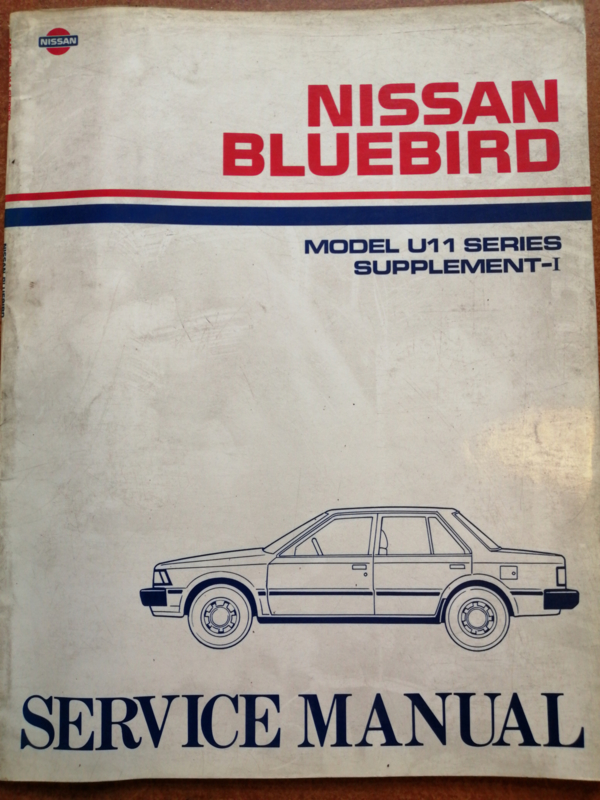 NISSAN
NISSAN
BLUEBIRD
MODEL U11 SERIES
SUPPLEMENT-I
SERVICE MANUAL